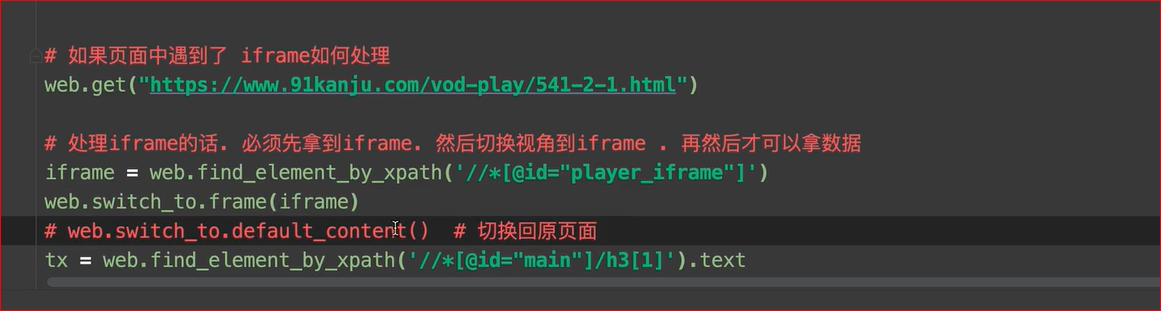 # 如果页面中遇到了 iframe如何处理
web.get("https://www.91kanju.com/vod-play/541-2-1.html")
# 处理iframe的话. 必须先拿到iframe. 然后切换视角到iframe . 再然后才可以拿数据
iframe = web.find_element_by_xpath('//*[@id="player_iframe"]')
web.switch_to.frame(iframe)
# web.switch_to.default_content()  # 切换回原页面
tx = web.find_element_by_xpath('//*[@id="main"]/h3[1]').text